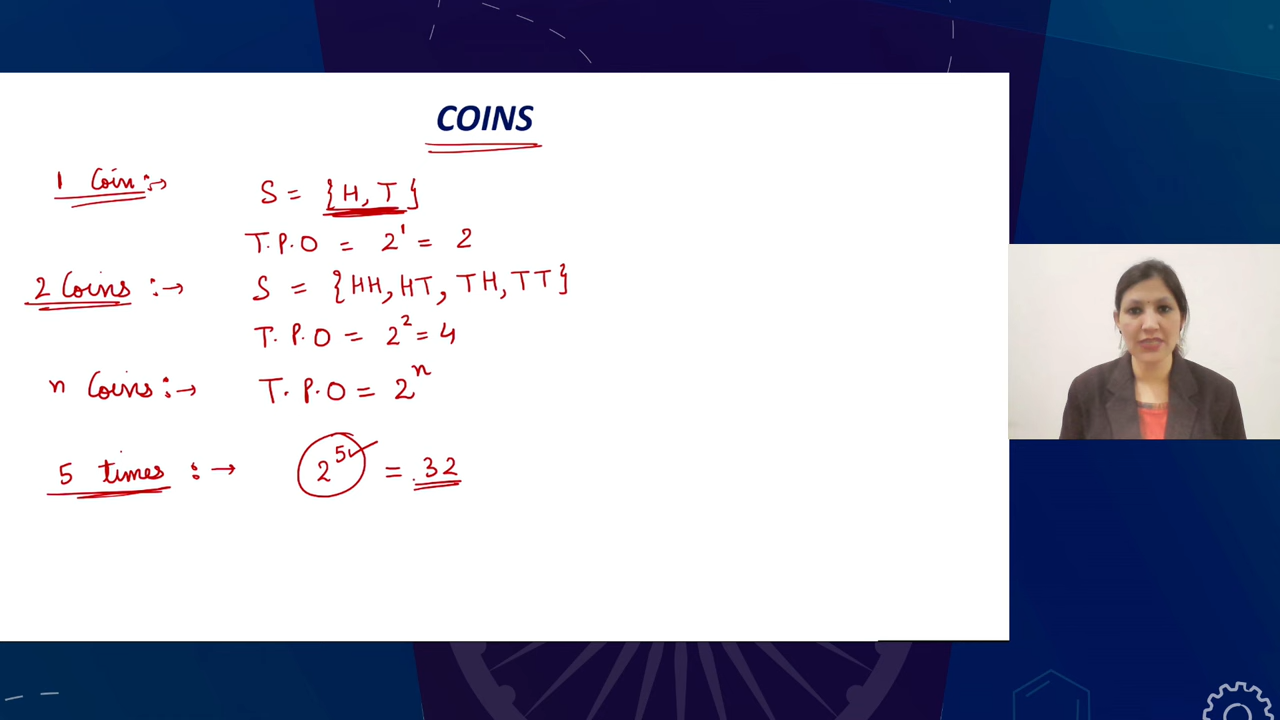 COINS
1 Coin :→ S = {H, T}
T.P.O = 2¹ = 2
2 Coins :→ S = {HH, HT, TH, TT}
T.P.O = 2² = 4
n Coins :→ T.P.O = 2ⁿ
5 times :→ 2⁵ = 32